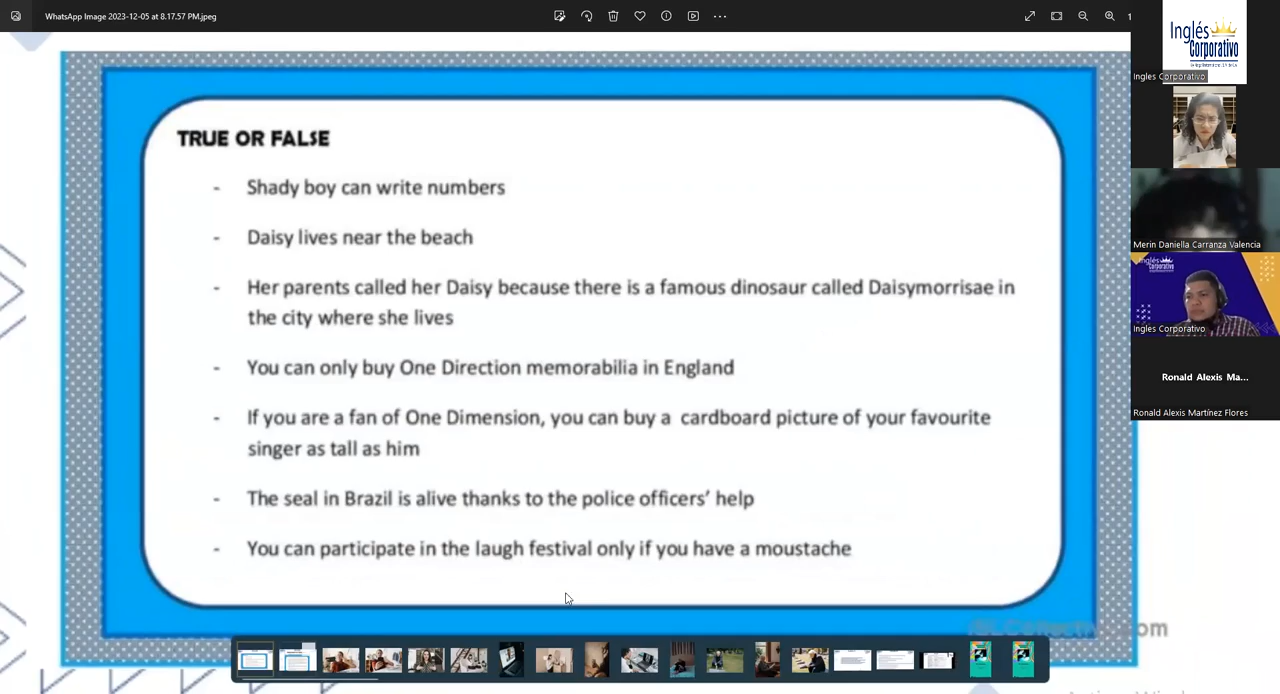 WhatsApp Image 2023-12-05 at 8.17.57 PM.jpeg
1
Inglés
Corporativo
Ingles Corporativo
TRUE OR FALSE
- Shady boy can write numbers
- Daisy lives near the beach
- Her parents called her Daisy because there is a famous dinosaur called Daisymorrisae in
the city where she lives
- You can only buy One Direction memorabilia in England
- If you are a fan of One Dimension, you can buy a cardboard picture of your favourite
singer as tall as him
- The seal in Brazil is alive thanks to the police officers' help
- You can participate in the laugh festival only if you have a moustache
Merin Daniella Carranza Valencia
Inglés
Corporativo
Ingles Corporativo
Ronald Alexis Ma...
Ronald Alexis Martínez Flores